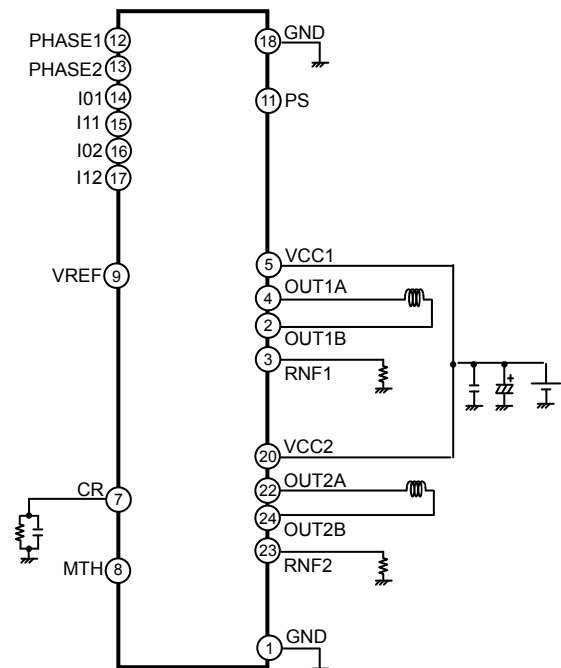 PHASE1 12
PHASE2 13
I01 14
I11 15
I02 16
I12 17
VREF 9
CR 7
MTH 8
18 GND
11 PS
5 VCC1
4 OUT1A
2 OUT1B
3 RNF1
+
20 VCC2
22 OUT2A
24 OUT2B
23 RNF2
1 GND